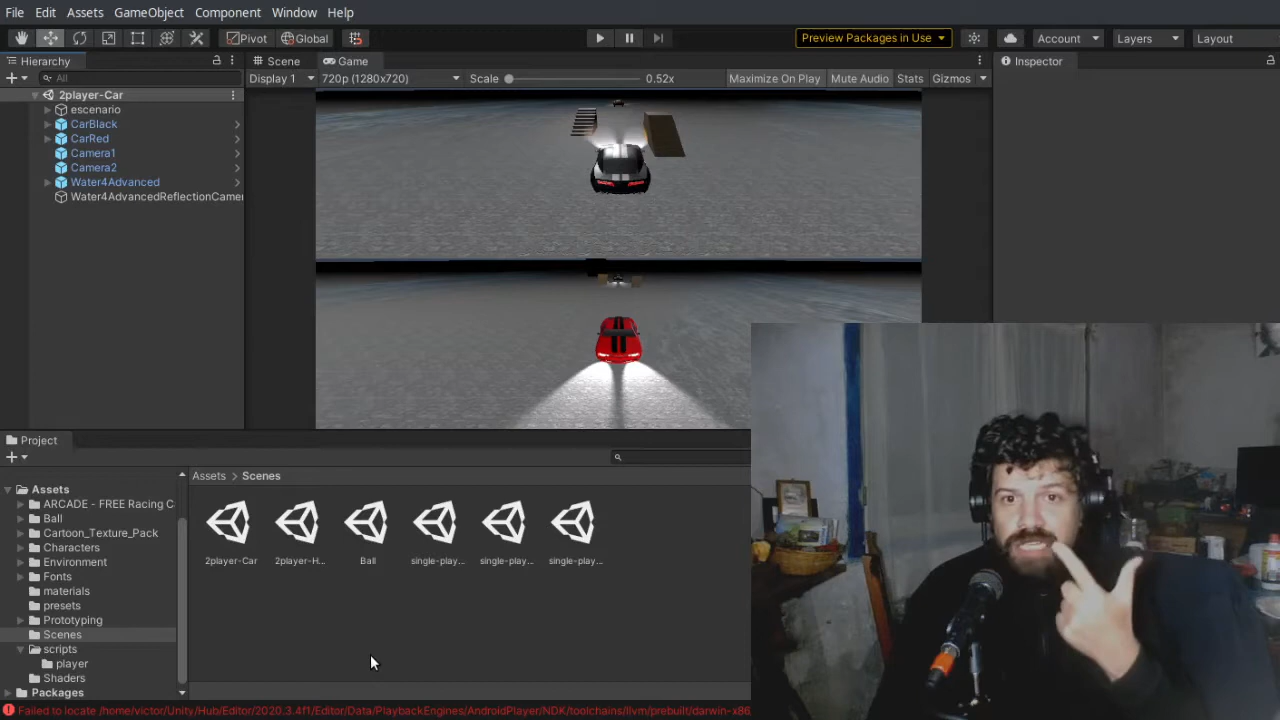 File Edit Assets GameObject Component Window Help
Pivot Global Preview Packages in Use Account Layers Layout
Hierarchy Scene Game Inspector
All Display 1 720p (1280x720) Scale 0.52x Maximize On Play Mute Audio Stats Gizmos
2player-Car
escenario
CarBlack
CarRed
Camera1
Camera2
Water4Advanced
Water4AdvancedReflectionCamer
Project
Assets > Scenes
Assets
ARCADE - FREE Racing C
Ball
Cartoon_Texture_Pack
Characters
Environment
Fonts
materials
presets
Prototyping
Scenes
scripts
player
Shaders
Packages
2player-Car 2player-H... Ball single-play... single-play... single-play...
Failed to locate /home/victor/Unity/Hub/Editor/2020.3.4f1/Editor/Data/PlaybackEngines/AndroidPlayer/NDK/toolchains/llvm/prebuilt/darwin-x86